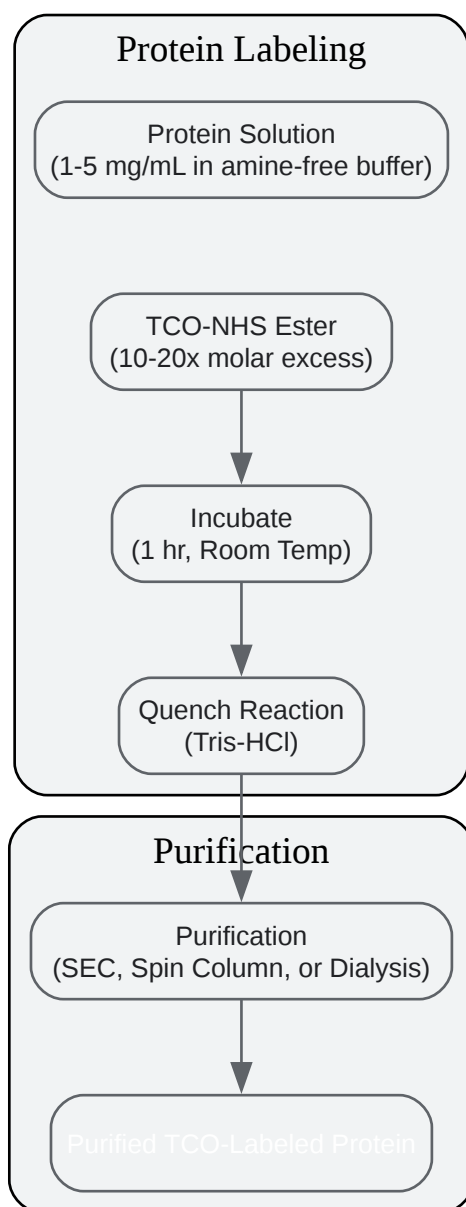 Protein Labeling
Protein Solution
(1-5 mg/mL in amine-free buffer)
TCO-NHS Ester
(10-20x molar excess)
Incubate
(1 hr, Room Temp)
Quench Reaction
(Tris-HCl)
Purification
Purification
(SEC, Spin Column, or Dialysis)
Purified TCO-Labeled Protein